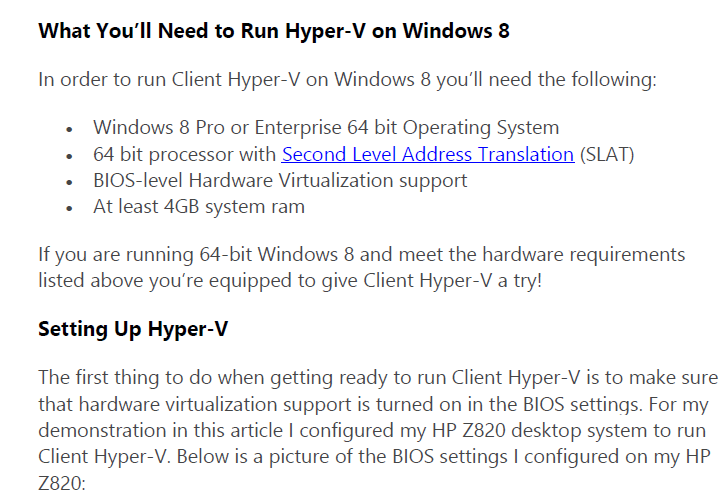 What You'll Need to Run Hyper-V on Windows 8
In order to run Client Hyper-V on Windows 8 you'll need the following:
• Windows 8 Pro or Enterprise 64 bit Operating System
• 64 bit processor with Second Level Address Translation (SLAT)
• BIOS-level Hardware Virtualization support
• At least 4GB system ram
If you are running 64-bit Windows 8 and meet the hardware requirements
listed above you're equipped to give Client Hyper-V a try!
Setting Up Hyper-V
The first thing to do when getting ready to run Client Hyper-V is to make sure
that hardware virtualization support is turned on in the BIOS settings. For my
demonstration in this article I configured my HP Z820 desktop system to run
Client Hyper-V. Below is a picture of the BIOS settings I configured on my HP
Z820: